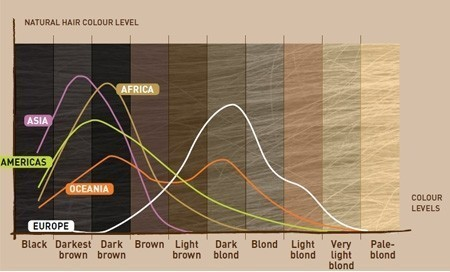 NATURAL HAIR COLOUR LEVEL
AFRICA
ASIA
AMERICAS
OCEANIA
EUROPE
COLOUR
LEVELS
Black
Darkest
brown
Dark
brown
Brown
Light
brown
Dark
blond
Blond
Light
blond
Very
light
blond
Pale-
blond